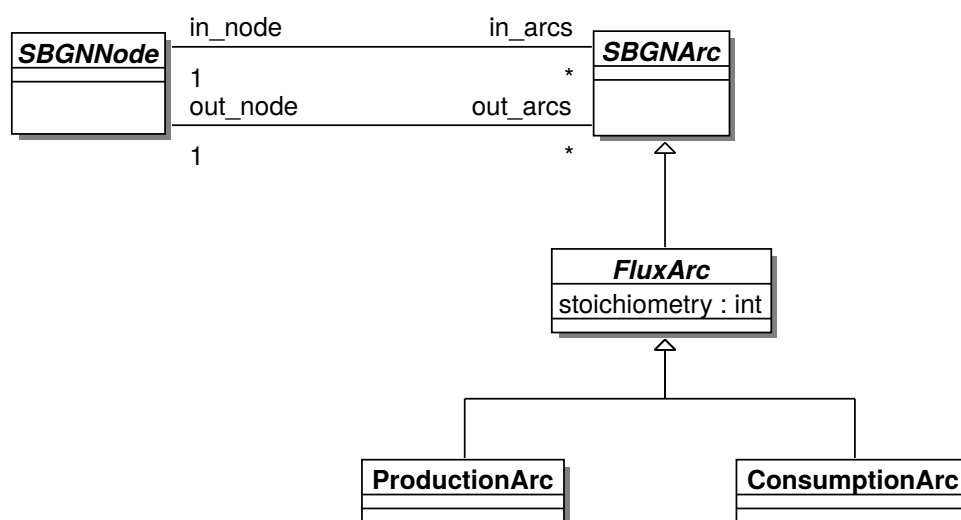 in_node in_arcs
SBGNNode SBGNArc
1 *
out_node out_arcs
1 *
FluxArc
stoichiometry : int
ProductionArc ConsumptionArc